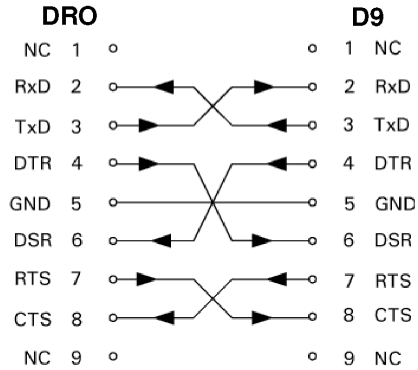 DRO D9
NC 1 1 NC
RxD 2 2 RxD
TxD 3 3 TxD
DTR 4 4 DTR
GND 5 5 GND
DSR 6 6 DSR
RTS 7 7 RTS
CTS 8 8 CTS
NC 9 9 NC